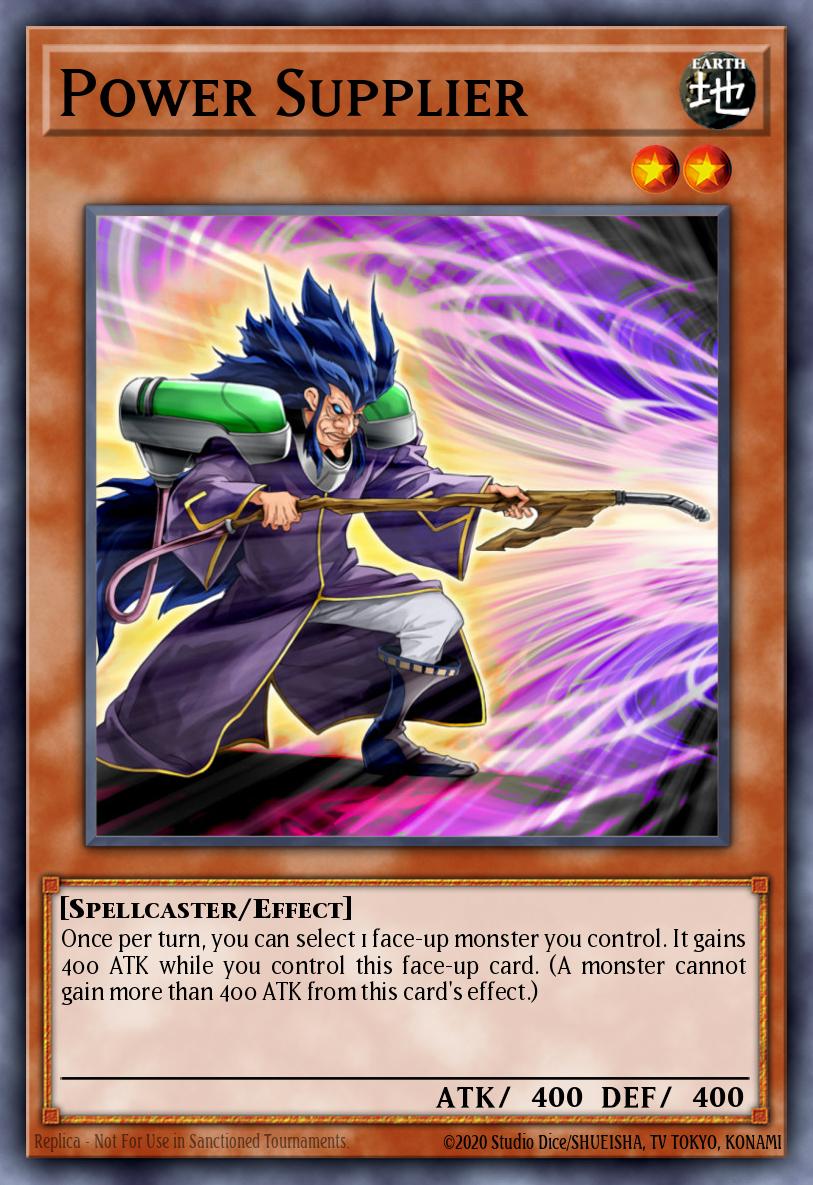 Power Supplier
EARTH
地
[Spellcaster/Effect]
Once per turn, you can select 1 face-up monster you control. It gains
400 ATK while you control this face-up card. (A monster cannot
gain more than 400 ATK from this card's effect.)
ATK/ 400 DEF/ 400
Replica - Not For Use in Sanctioned Tournaments.
©2020 Studio Dice/SHUEISHA, TV TOKYO, KONAMI